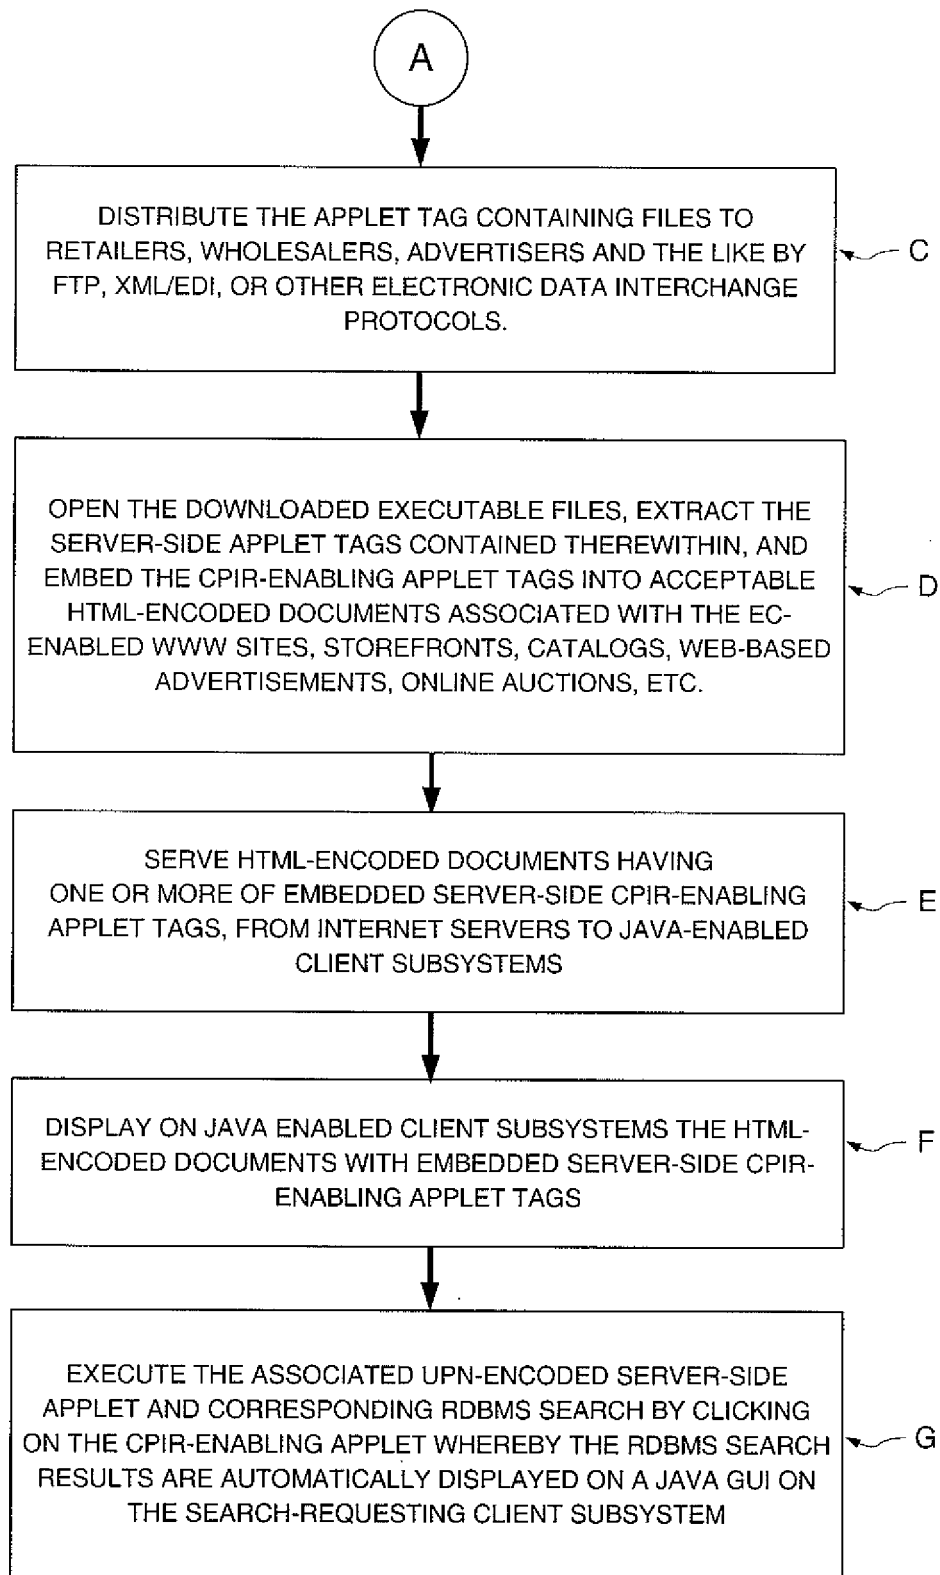 A
DISTRIBUTE THE APPLET TAG CONTAINING FILES TO
RETAILERS, WHOLESALERS, ADVERTISERS AND THE LIKE BY
FTP, XML/EDI, OR OTHER ELECTRONIC DATA INTERCHANGE
PROTOCOLS.
C
OPEN THE DOWNLOADED EXECUTABLE FILES, EXTRACT THE
SERVER-SIDE APPLET TAGS CONTAINED THEREWITHIN, AND
EMBED THE CPIR-ENABLING APPLET TAGS INTO ACCEPTABLE
HTML-ENCODED DOCUMENTS ASSOCIATED WITH THE EC-
ENABLED WWW SITES, STOREFRONTS, CATALOGS, WEB-BASED
ADVERTISEMENTS, ONLINE AUCTIONS, ETC.
D
SERVE HTML-ENCODED DOCUMENTS HAVING
ONE OR MORE OF EMBEDDED SERVER-SIDE CPIR-ENABLING
APPLET TAGS, FROM INTERNET SERVERS TO JAVA-ENABLED
CLIENT SUBSYSTEMS
E
DISPLAY ON JAVA ENABLED CLIENT SUBSYSTEMS THE HTML-
ENCODED DOCUMENTS WITH EMBEDDED SERVER-SIDE CPIR-
ENABLING APPLET TAGS
F
EXECUTE THE ASSOCIATED UPN-ENCODED SERVER-SIDE
APPLET AND CORRESPONDING RDBMS SEARCH BY CLICKING
ON THE CPIR-ENABLING APPLET WHEREBY THE RDBMS SEARCH
RESULTS ARE AUTOMATICALLY DISPLAYED ON A JAVA GUI ON
THE SEARCH-REQUESTING CLIENT SUBSYSTEM
G